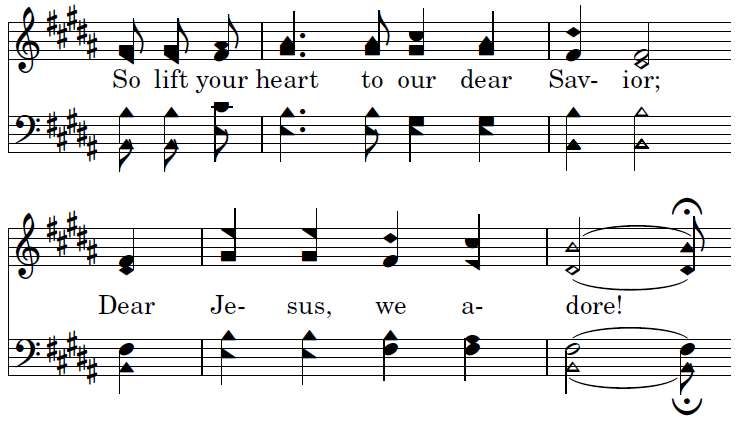 So lift your heart to our dear Sav- ior;
Dear Je- sus, we a- dore!